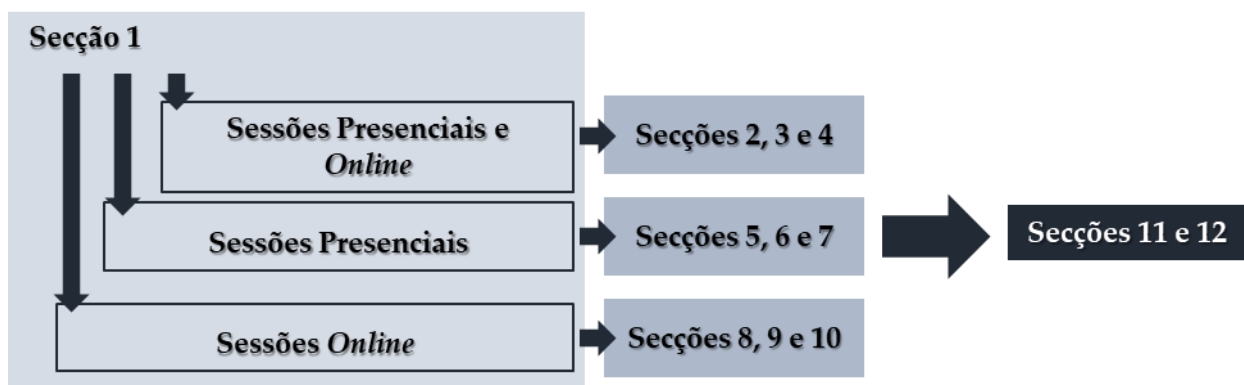 Secção 1
Sessões Presenciais e
Online
Secções 2, 3 e 4
Sessões Presenciais
Secções 5, 6 e 7
Secções 11 e 12
Sessões Online
Secções 8, 9 e 10